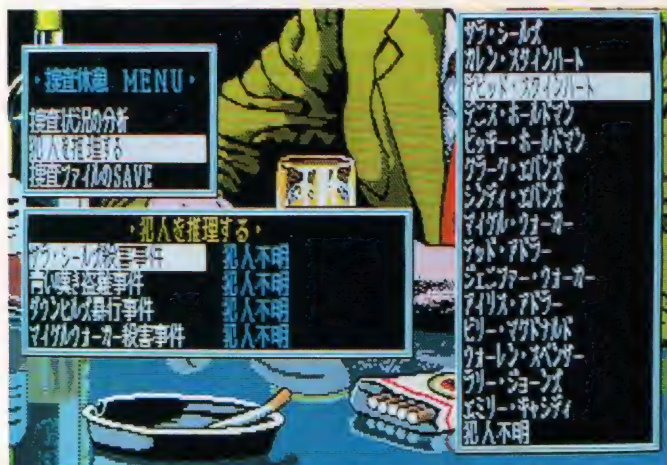 ・捜査休憩 MENU・
捜査状況の分析
犯人を推理する
捜査ファイルのSAVE
・犯人を推理する・
サラ・シールズ殺害事件 犯人不明
青い嘆き盗難事件 犯人不明
ダウンヒルズ暴行事件 犯人不明
マイケルウォーカー殺害事件 犯人不明
サラ・シールズ
カレン・スタインハート
デビッド・スタインハート
デニス・ホールドマン
ビッキー・ホールドマン
クラーク・エバンズ
シンディ・エバンズ
マイケル・ウォーカー
テッド・アドラー
ジェニファー・ウォーカー
アイリス・アドラー
ビリー・マクドナルド
ウォーレン・スペンサー
ラリー・ジョーンズ
エミリー・キャシディ
犯人不明